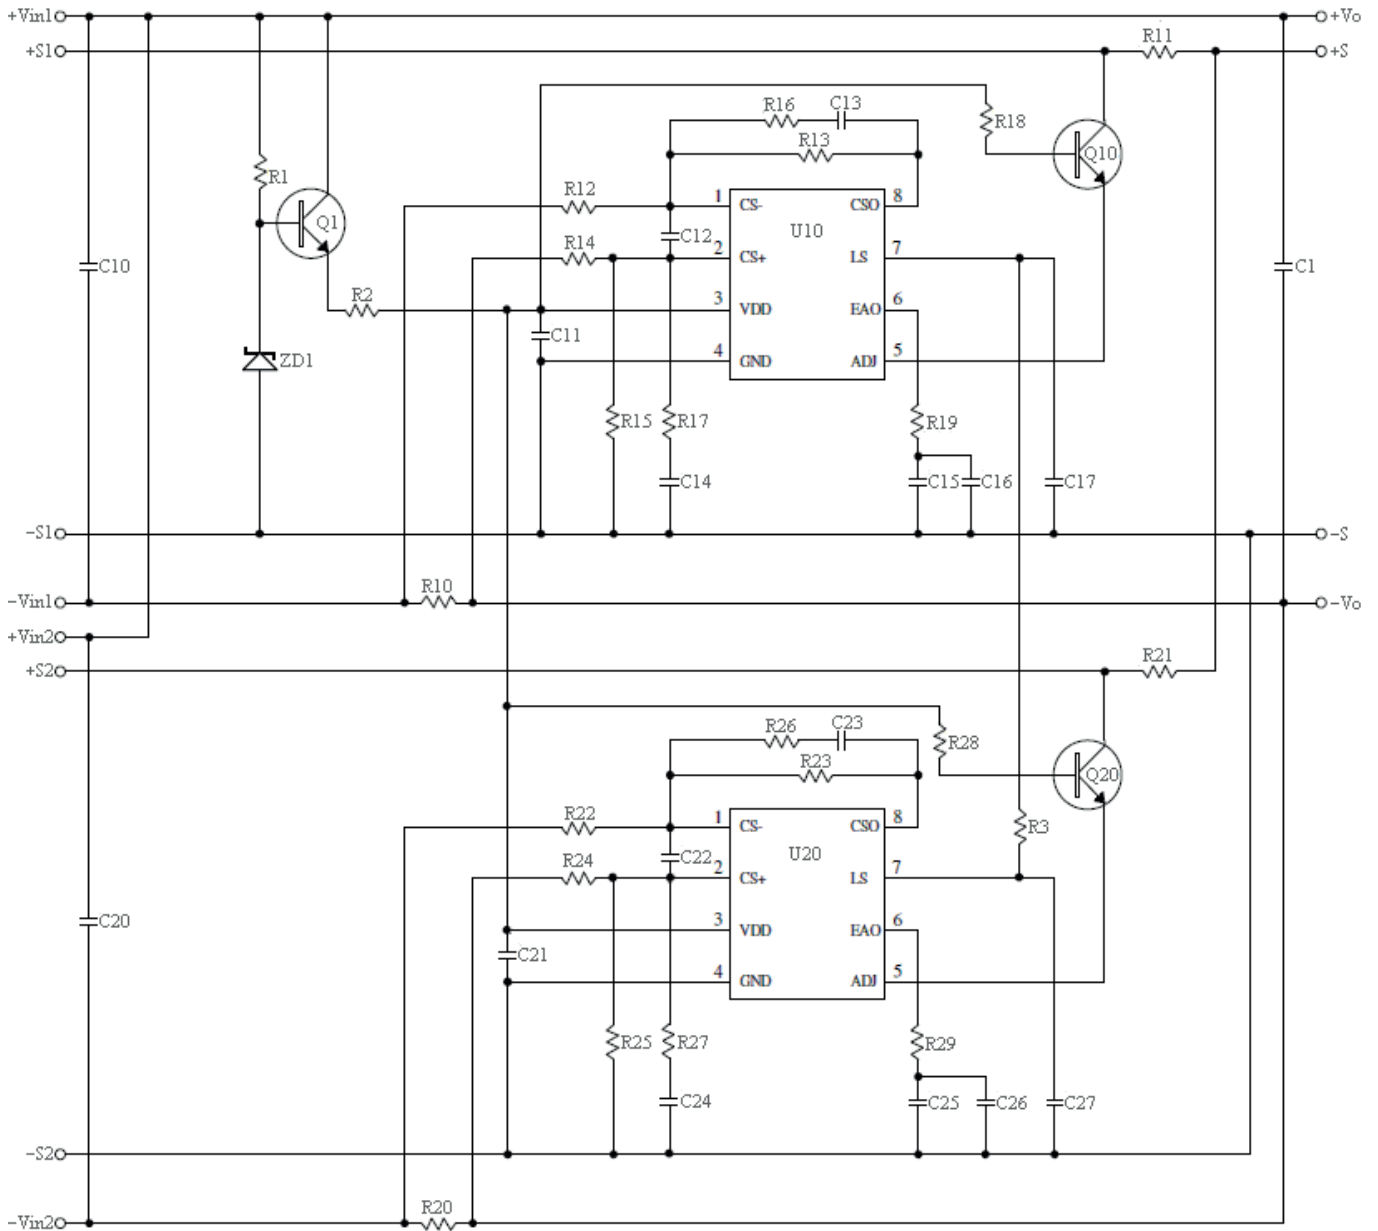 +Vin1
+Vo
+S1
R11
+S
R16
C13
R18
R13
Q10
R1
R12
1
CS-
CSO
8
Q1
U10
C12
R14
2
CS+
LS
7
C10
C1
R2
3
VDD
EAO
6
C11
4
GND
ADJ
5
ZD1
R15
R17
R19
C14
C15
C16
C17
-S1
-S
R10
-Vin1
-Vo
+Vin2
+S2
R21
R26
C23
R28
R23
Q20
R22
1
CS-
CSO
8
R3
U20
C22
R24
2
CS+
LS
7
C20
3
VDD
EAO
6
C21
4
GND
ADJ
5
R25
R27
R29
C24
C25
C26
C27
-S2
R20
-Vin2